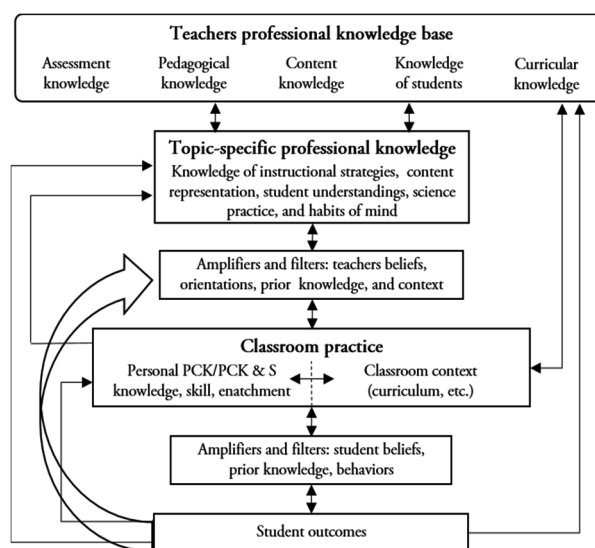 Teachers professional knowledge base
Assessment knowledge
Pedagogical knowledge
Content knowledge
Knowledge of students
Curricular knowledge
Topic-specific professional knowledge
Knowledge of instructional strategies, content
representation, student understandings, science
practice, and habits of mind
Amplifiers and filters: teachers beliefs,
orientations, prior knowledge, and context
Classroom practice
Personal PCK/PCK & S
knowledge, skill, enatchment
Classroom context
(curriculum, etc.)
Amplifiers and filters: student beliefs,
prior knowledge, behaviors
Student outcomes